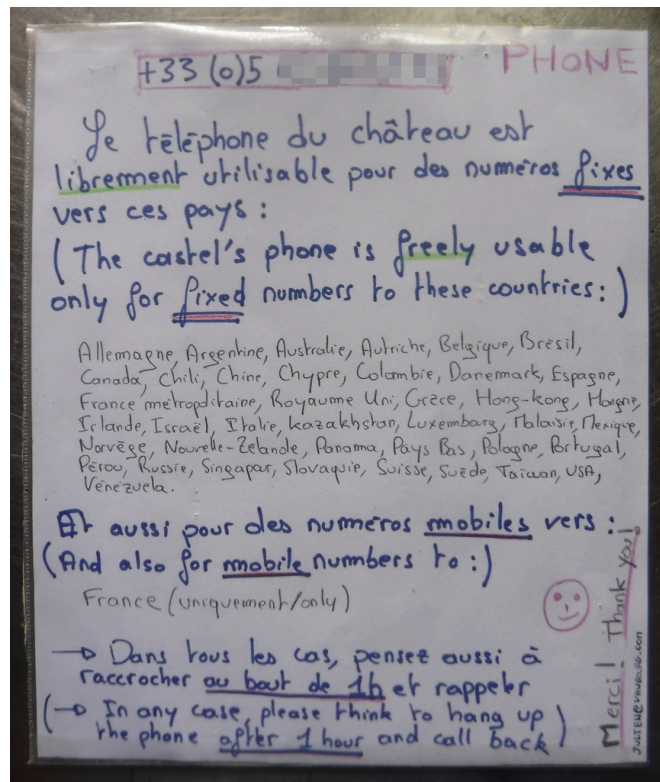 +33 (0)5
PHONE
Le téléphone du château est
librement utilisable pour des numéros fixes
vers ces pays :
(The castel's phone is freely usable
only for fixed numbers to these countries:)
Allemagne, Argentine, Australie, Autriche, Belgique, Brésil,
Canada, Chili, Chine, Chypre, Colombie, Danemark, Espagne,
France métropolitaine, Royaume Uni, Grèce, Hong-kong, Hongrie,
Irlande, Israël, Italie, kazakhstan, Luxembourg, Malaisie, Mexique,
Norvège, Nouvelle-Zelande, Panama, Pays Bas, Pologne, Portugal,
Pérou, Russie, Singapar, Slovaquie, Suisse, Suède, Taiwan, USA,
Vénézuela.
Et aussi pour des numéros mobiles vers :
(And also for mobile numbers to :)
France (uniquement/only)
→ Dans tous les cas, pensez aussi à
raccrocher au bout de 1h et rappeler
(→ In any case, please think to hang up
the phone after 1 hour and call back)
Merci! Thank you!